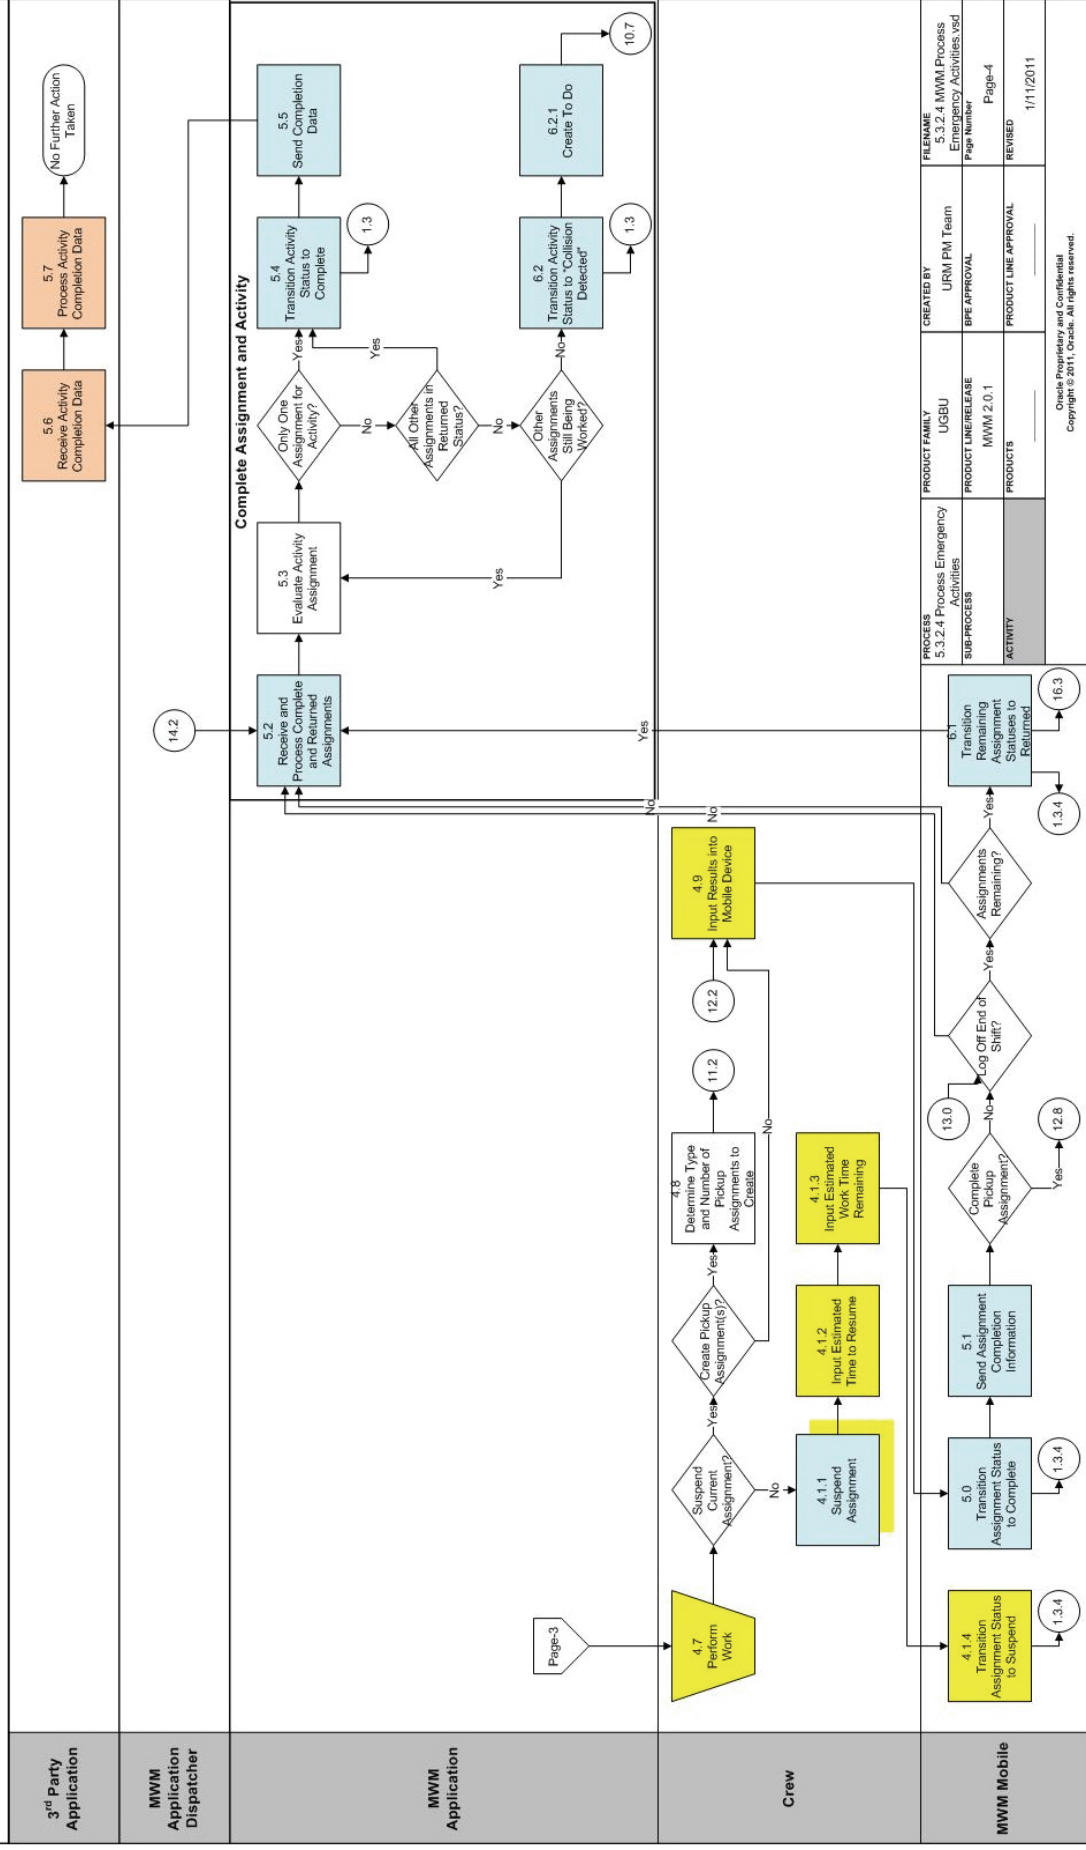 3rd Party
Application
5.6
Receive Activity
Completion Data
5.7
Process Activity
Completion Data
No Further Action
Taken
MWM
Application
Dispatcher
14.2
MWM
Application
Complete Assignment and Activity
5.2
Receive and
Process Complete
and Returned
Assignments
5.3
Evaluate Activity
Assignment
Only One
Assignment for
Activity?
Yes
5.4
Transition Activity
Status to
Complete
1.3
5.5
Send Completion
Data
No
All Other
Assignments in
Returned
Status?
Yes
No
Other
Assignments
Still Being
Worked?
Yes
No
6.2
Transition Activity
Status to "Collision
Detected"
1.3
6.2.1
Create To Do
10.7
Page-3
Yes
No
No
Crew
4.7
Perform
Work
Suspend
Current
Assignment?
Yes
Create Pickup
Assignment(s)?
Yes
4.8
Determine Type
and Number of
Pickup
Assignments to
Create
11.2
12.2
4.9
Input Results into
Mobile Device
No
No
4.1.1
Suspend
Assignment
4.1.2
Input Estimated
Time to Resume
4.1.3
Input Estimated
Work Time
Remaining
MWM Mobile
4.1.4
Transition
Assignment Status
to Suspend
1.3.4
5.0
Transition
Assignment Status
to Complete
1.3.4
5.1
Send Assignment
Completion
Information
Complete
Pickup
Assignment?
Yes
12.8
No
13.0
Log Off End of
Shift?
Yes
Assignments
Remaining?
Yes
6.1
Transition
Remaining
Assignment
Statuses to
Returned
1.3.4
16.3
PROCESS
5.3.2.4 Process Emergency
Activities
PRODUCT FAMILY
UGBU
CREATED BY
URM PM Team
FILENAME
5.3.2.4 MWM.Process
Emergency Activities.vsd
SUB-PROCESS
PRODUCT LINE/RELEASE
MWM 2.0.1
BPE APPROVAL
Page Number
Page-4
ACTIVITY
PRODUCTS
PRODUCT LINE APPROVAL
REVISED
1/11/2011
Oracle Proprietary and Confidential
Copyright © 2011, Oracle. All rights reserved.